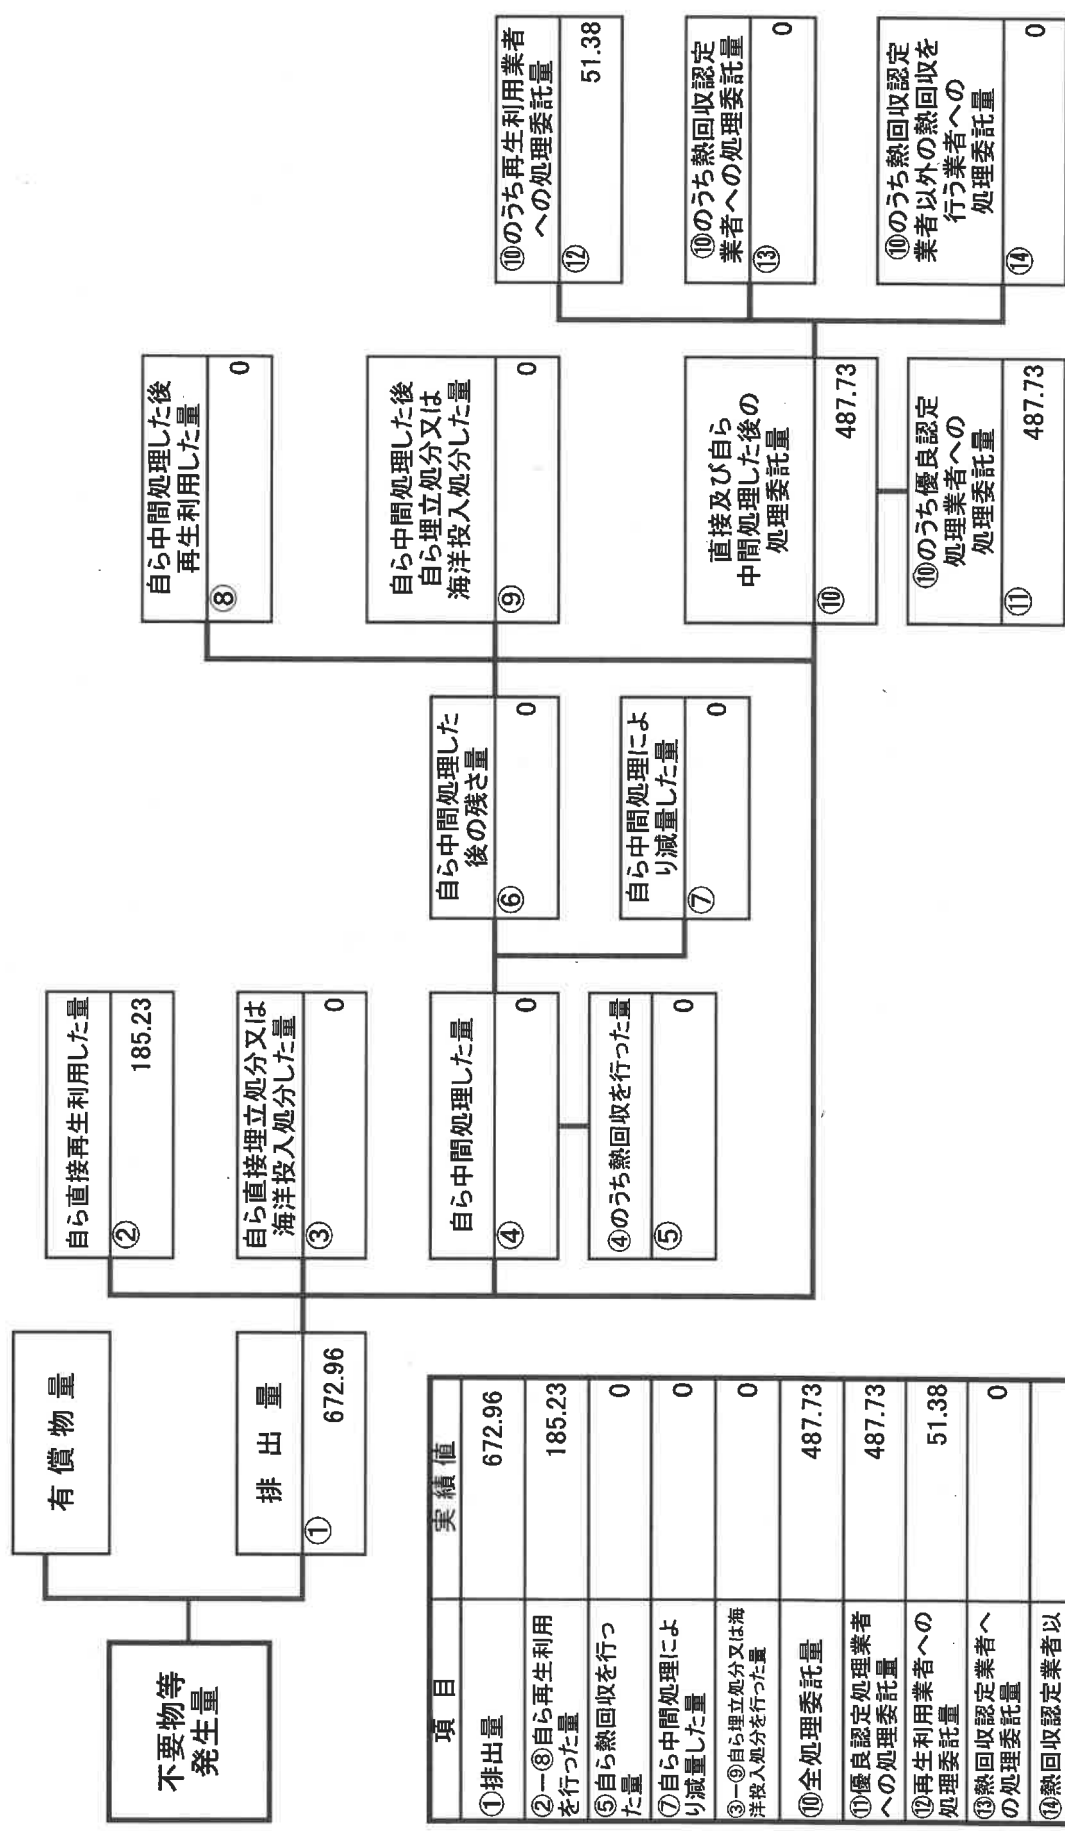 不要物等
発生量
有償物量
排出量
①
672.96
自ら直接再生利用した量
②
185.23
自ら直接埋立処分又は
海洋投入処分した量
③
0
自ら中間処理した量
④
0
④のうち熱回収を行った量
⑤
0
自ら中間処理した
後の残さ量
⑥
0
自ら中間処理によ
り減量した量
⑦
0
自ら中間処理した後
再生利用した量
⑧
0
自ら中間処理した後
自ら埋立処分又は
海洋投入処分した量
⑨
0
直接及び自ら
中間処理した後の
処理委託量
⑩
487.73
⑩のうち優良認定
処理業者への
処理委託量
⑪
487.73
⑩のうち再生利用業者
への処理委託量
⑫
51.38
⑩のうち熱回収認定
業者への処理委託量
⑬
0
⑩のうち熱回収認定
業者以外の熱回収を
行う業者への
処理委託量
⑭
0
項目 実績値
①排出量 672.96
②ー⑧自ら再生利用
を行った量
185.23
⑤自ら熱回収を行っ
た量
0
⑦自ら中間処理によ
り減量した量
0
③ー⑨自ら埋立処分又は海
洋投入処分を行った量
0
⑩全処理委託量 487.73
⑪優良認定処理業者
への処理委託量
487.73
⑫再生利用業者への
処理委託量
51.38
⑬熱回収認定業者へ
の処理委託量
0
⑭熱回収認定業者以